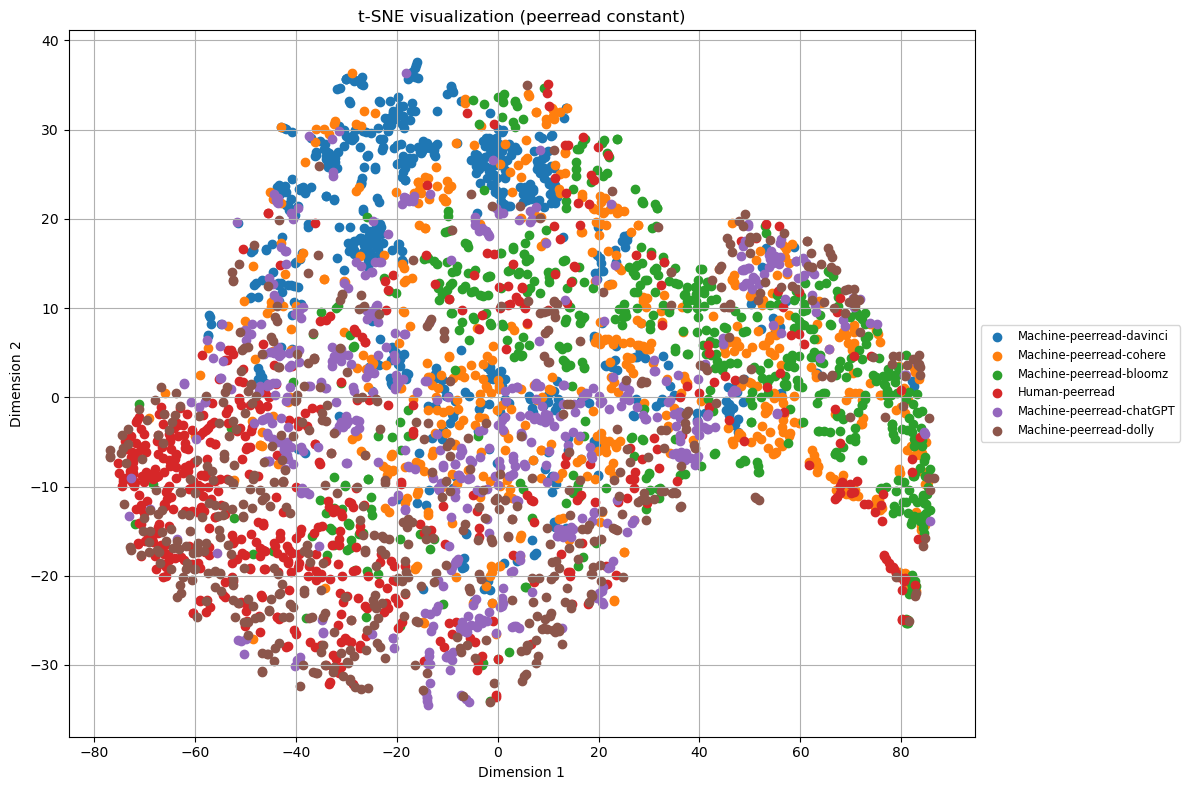 t-SNE visualization (peerread constant)
40
30
20
10
0
−10
−20
−30
Dimension 2
−80
−60
−40
−20
0
20
40
60
80
Dimension 1
Machine-peerread-davinci
Machine-peerread-cohere
Machine-peerread-bloomz
Human-peerread
Machine-peerread-chatGPT
Machine-peerread-dolly